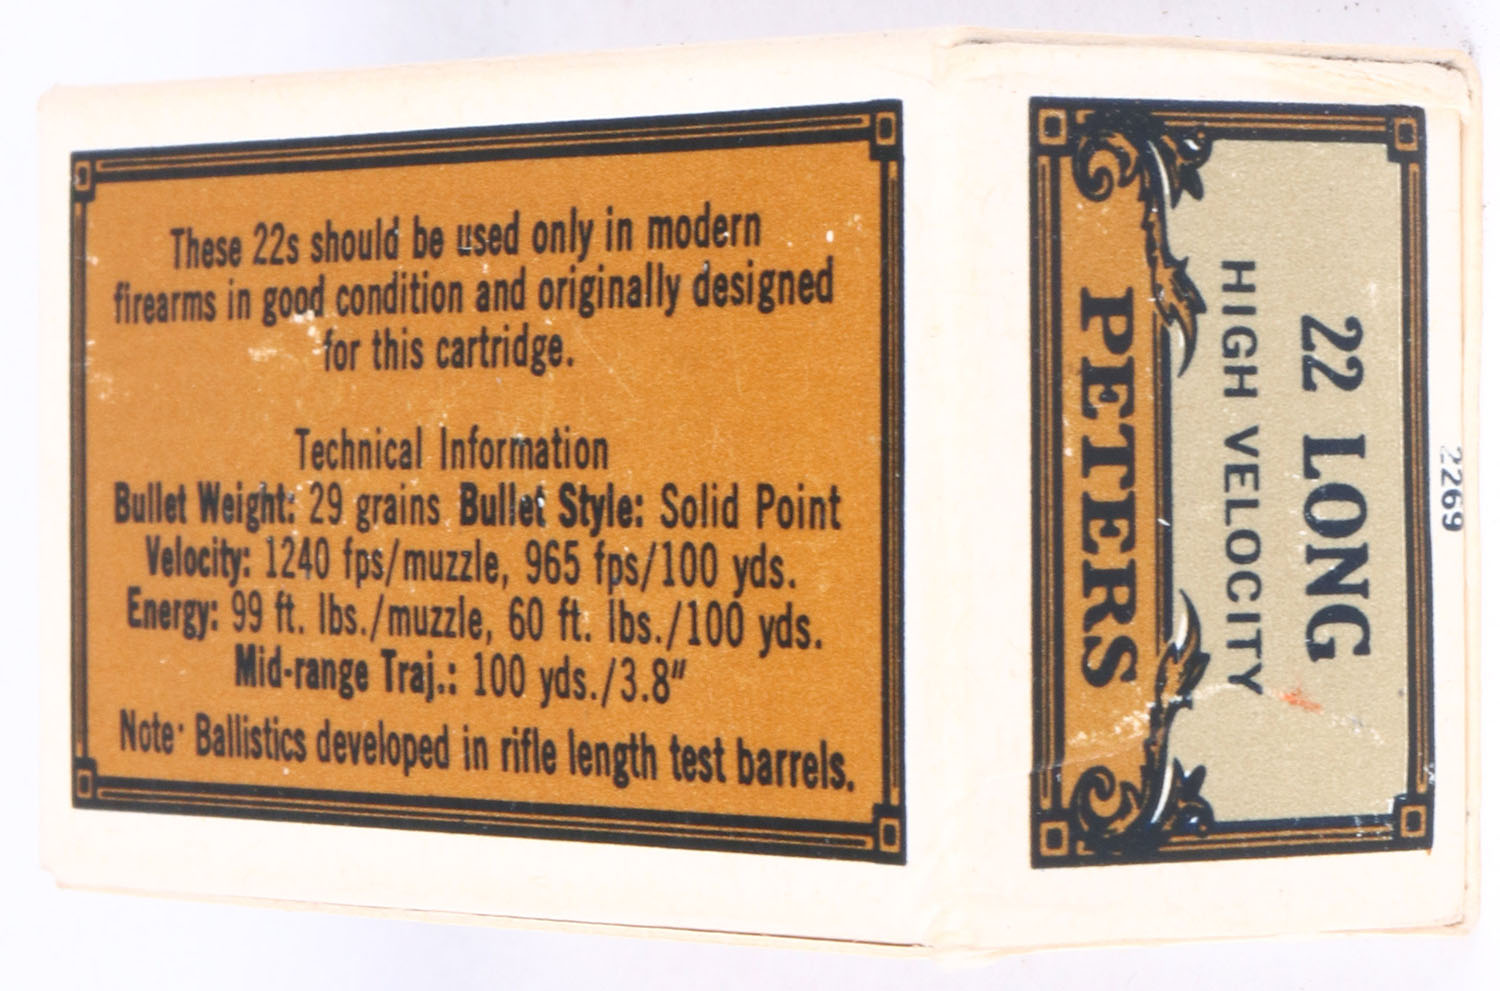 These 22s should be used only in modern
firearms in good condition and originally designed
for this cartridge.
Technical Information
Bullet Weight: 29 grains Bullet Style: Solid Point
Velocity: 1240 fps/muzzle, 965 fps/100 yds.
Energy: 99 ft. lbs./muzzle, 60 ft. lbs./100 yds.
Mid-range Traj.: 100 yds./3.8"
Note· Ballistics developed in rifle length test barrels.
2269
22 LONG
HIGH VELOCITY
PETERS